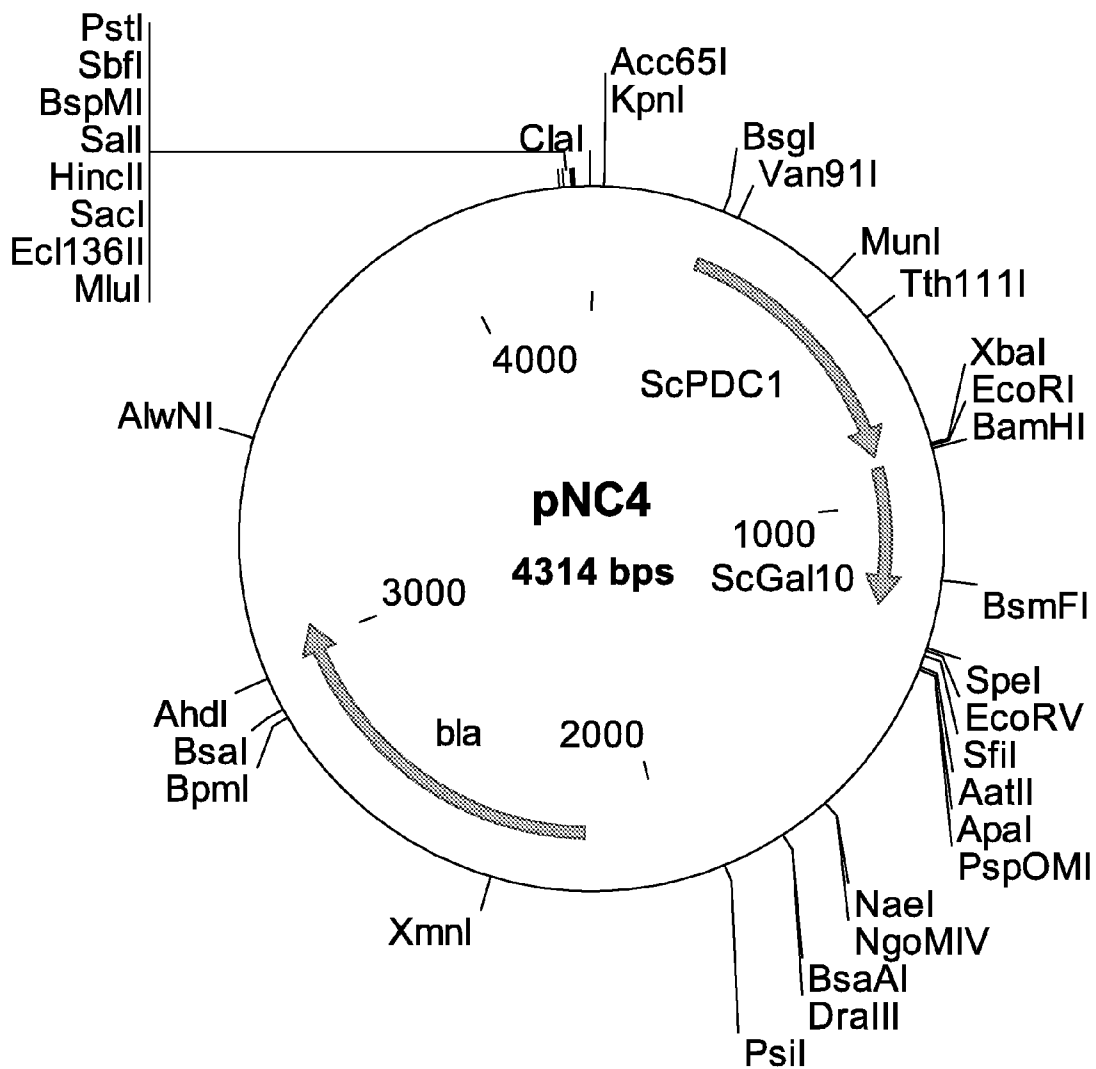 PstI
SbfI
BspMI
SalI
HincII
SacI
Ecl136II
MluI
ClaI
Acc65I
KpnI
BsgI
Van91I
MunI
Tth111I
XbaI
EcoRI
BamHI
4000
ScPDC1
AlwNI
pNC4
4314 bps
1000
ScGal10
3000
BsmFI
SpeI
EcoRV
SfiI
AatII
ApaI
PspOMI
AhdI
BsaI
BpmI
bla
2000
NaeI
NgoMIV
XmnI
BsaAI
DraIII
PsiI